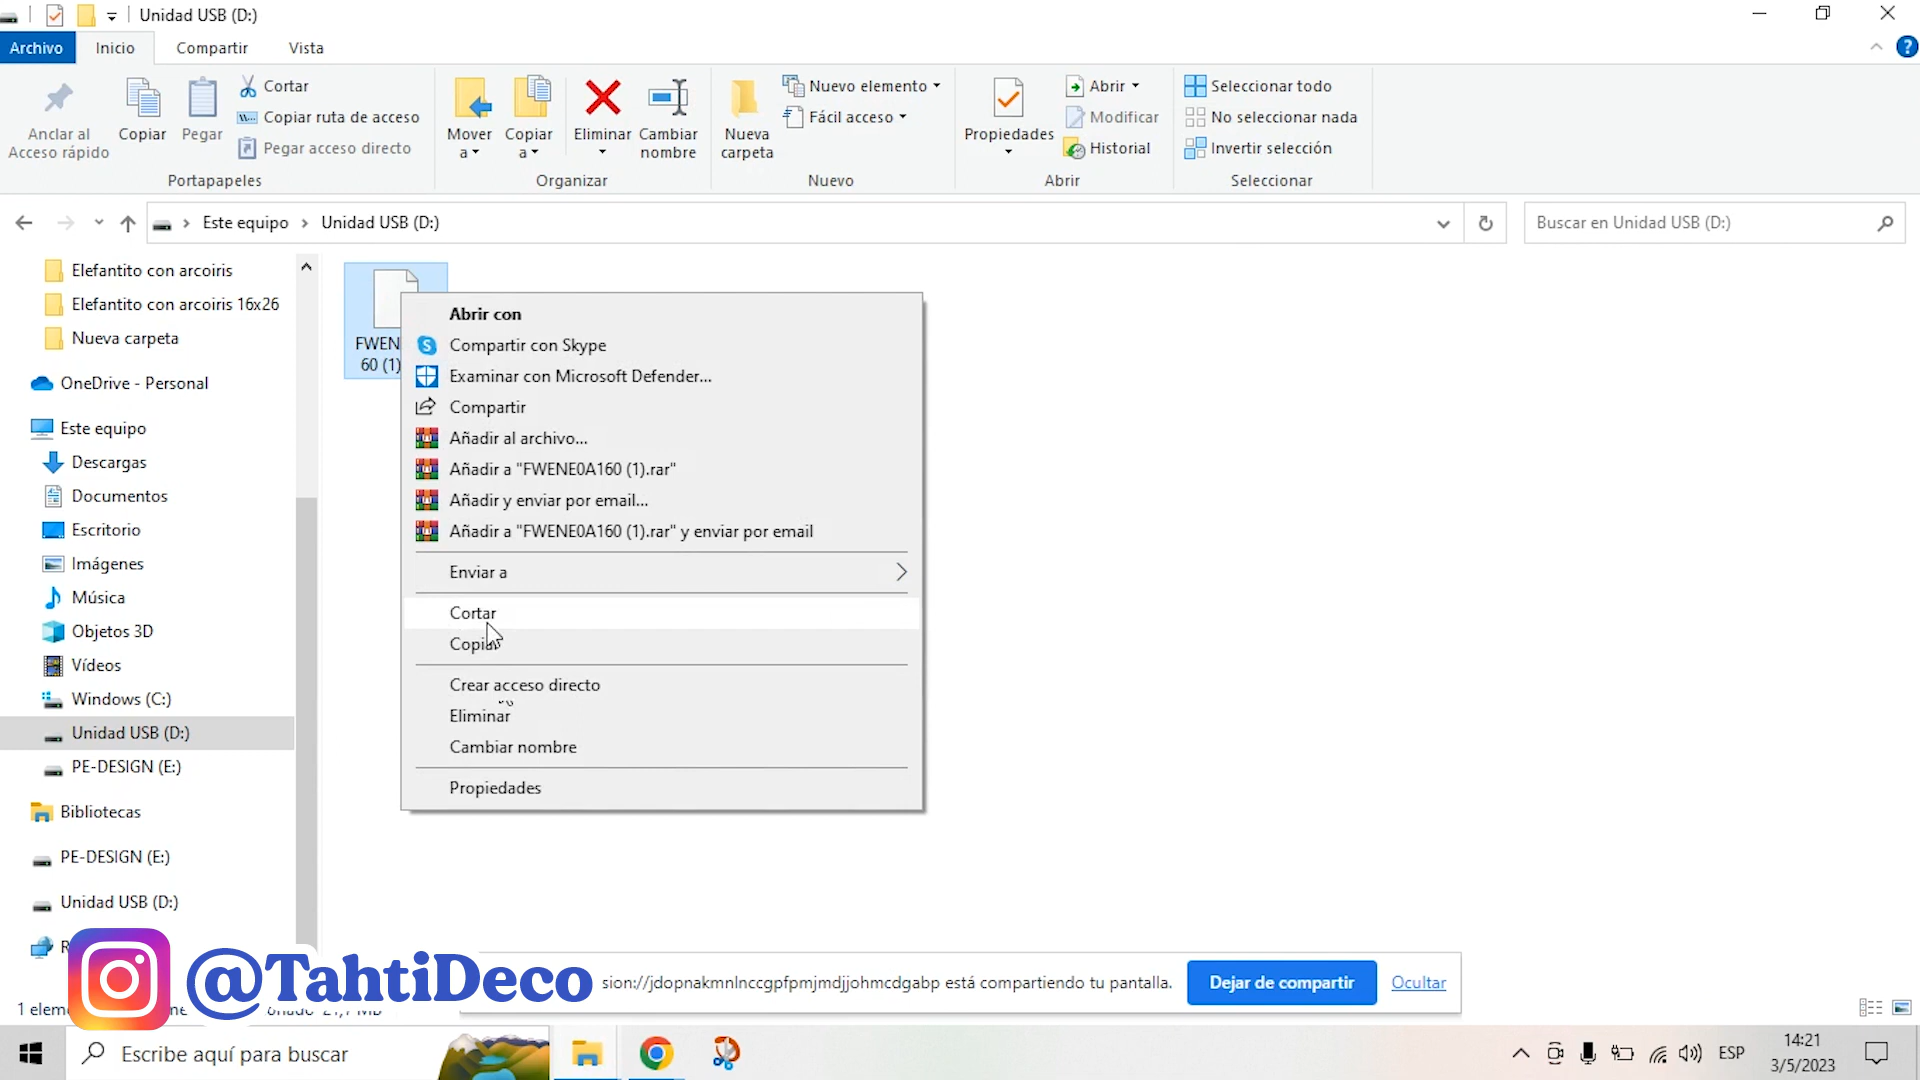 Unidad USB (D:)
Archivo
Inicio
Compartir
Vista
Anclar al
Acceso rápido
Copiar
Pegar
Cortar
Copiar ruta de acceso
Pegar acceso directo
Portapapeles
Mover
a
Copiar
a
Eliminar
Cambiar
nombre
Organizar
Nueva
carpeta
Nuevo elemento
Fácil acceso
Nuevo
Propiedades
Abrir
Modificar
Historial
Abrir
Seleccionar todo
No seleccionar nada
Invertir selección
Seleccionar
Este equipo
Unidad USB (D:)
Buscar en Unidad USB (D:)
Elefantito con arcoiris
Elefantito con arcoiris 16x26
Nueva carpeta
OneDrive - Personal
Este equipo
Descargas
Documentos
Escritorio
Imágenes
Música
Objetos 3D
Vídeos
Windows (C:)
Unidad USB (D:)
PE-DESIGN (E:)
Bibliotecas
PE-DESIGN (E:)
Unidad USB (D:)
FWEN
60 (1)
Abrir con
Compartir con Skype
Examinar con Microsoft Defender...
Compartir
Añadir al archivo...
Añadir a "FWENE0A160 (1).rar"
Añadir y enviar por email...
Añadir a "FWENE0A160 (1).rar" y enviar por email
Enviar a
Cortar
Copiar
Crear acceso directo
Eliminar
Cambiar nombre
Propiedades
@TahtiDeco
sion://jdopnakmnlnccgpfpmjmdjjohmcdgabp está compartiendo tu pantalla.
Dejar de compartir
Ocultar
Escribe aquí para buscar
ESP
14:21
3/5/2023